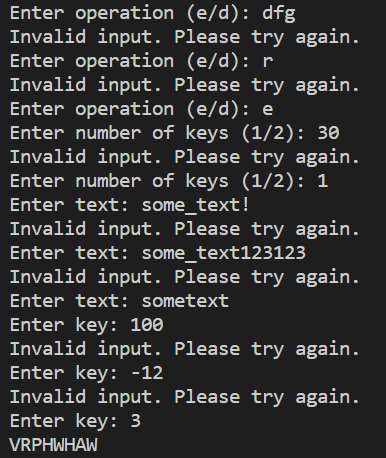 Enter operation (e/d): dfg
Invalid input. Please try again.
Enter operation (e/d): r
Invalid input. Please try again.
Enter operation (e/d): e
Enter number of keys (1/2): 30
Invalid input. Please try again.
Enter number of keys (1/2): 1
Enter text: some_text!
Invalid input. Please try again.
Enter text: some_text123123
Invalid input. Please try again.
Enter text: sometext
Enter key: 100
Invalid input. Please try again.
Enter key: -12
Invalid input. Please try again.
Enter key: 3
VRPHWHAW